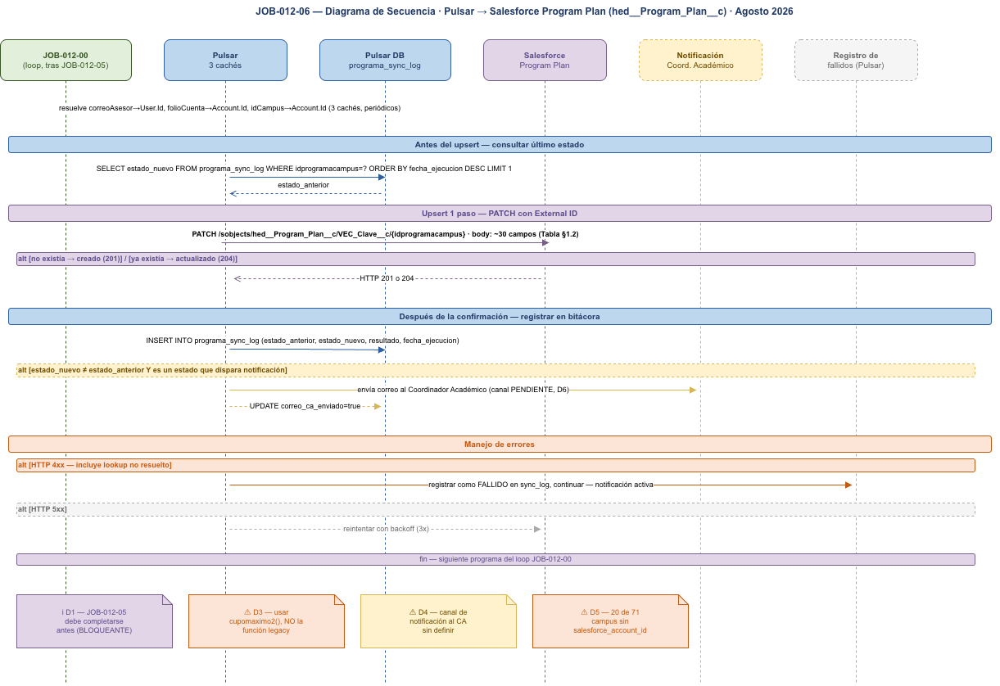 JOB-012-06 — Diagrama de Secuencia · Pulsar → Salesforce Program Plan (hed__Program_Plan__c) · Agosto 2026
JOB-012-00
(loop, tras JOB-012-05)
Pulsar
3 cachés
Pulsar DB
programa_sync_log
Salesforce
Program Plan
Notificación
Coord. Académico
Registro de
fallidos (Pulsar)
resuelve correoAsesor→User.Id, folioCuenta→Account.Id, idCampus→Account.Id (3 cachés, periódicos)
Antes del upsert — consultar último estado
SELECT estado_nuevo FROM programa_sync_log WHERE idprogramacampus=? ORDER BY fecha_ejecucion DESC LIMIT 1
estado_anterior
Upsert 1 paso — PATCH con External ID
PATCH /sobjects/hed__Program_Plan__c/VEC_Clave__c/{idprogramacampus} · body: ~30 campos (Tabla §1.2)
alt [no existía → creado (201)] / [ya existía → actualizado (204)]
HTTP 201 o 204
Después de la confirmación — registrar en bitácora
INSERT INTO programa_sync_log (estado_anterior, estado_nuevo, resultado, fecha_ejecucion)
alt [estado_nuevo ≠ estado_anterior Y es un estado que dispara notificación]
envía correo al Coordinador Académico (canal PENDIENTE, D6)
UPDATE correo_ca_enviado=true
Manejo de errores
alt [HTTP 4xx — incluye lookup no resuelto]
registrar como FALLIDO en sync_log, continuar — notificación activa
alt [HTTP 5xx]
reintentar con backoff (3x)
fin — siguiente programa del loop JOB-012-00
ℹ D1 — JOB-012-05
debe completarse
antes (BLOQUEANTE)
⚠ D3 — usar
cupomaximo2(), NO la
función legacy
⚠ D4 — canal de
notificación al CA
sin definir
⚠ D5 — 20 de 71
campus sin
salesforce_account_id